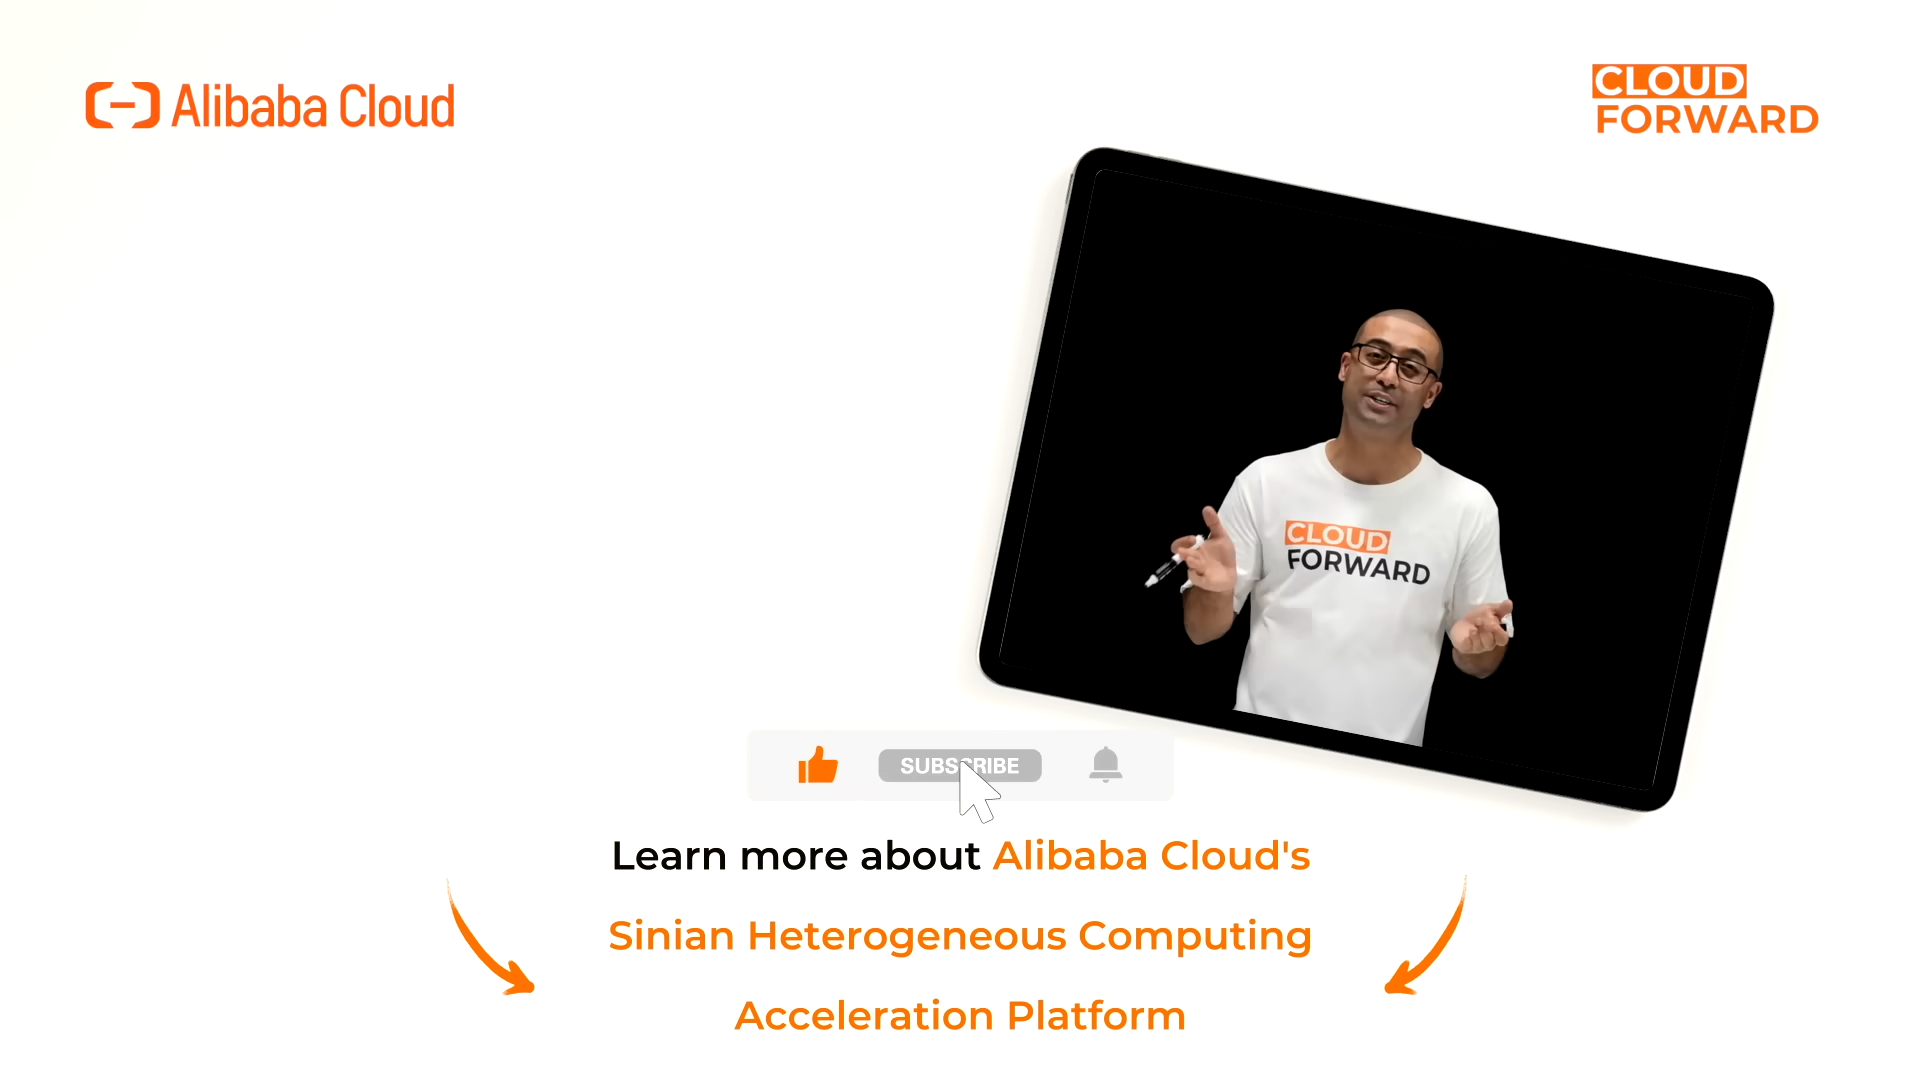 Alibaba Cloud
CLOUD
FORWARD
CLOUD
FORWARD
SUBSCRIBE
Learn more about Alibaba Cloud's
Sinian Heterogeneous Computing
Acceleration Platform